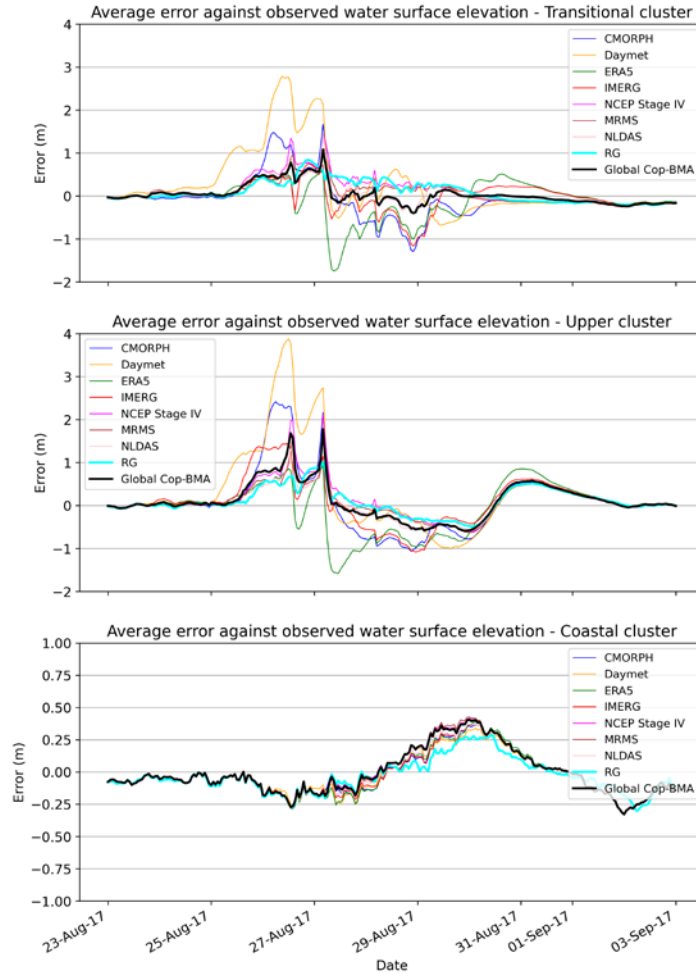 Average error against observed water surface elevation - Transitional cluster
4
3
2
1
0
−1
−2
Error (m)
CMORPH
Daymet
ERA5
IMERG
NCEP Stage IV
MRMS
NLDAS
RG
Global Cop-BMA
Average error against observed water surface elevation - Upper cluster
4
3
2
1
0
−1
−2
Error (m)
CMORPH
Daymet
ERA5
IMERG
NCEP Stage IV
MRMS
NLDAS
RG
Global Cop-BMA
Average error against observed water surface elevation - Coastal cluster
1.00
0.75
0.50
0.25
0.00
−0.25
−0.50
−0.75
−1.00
Error (m)
CMORPH
Daymet
ERA5
IMERG
NCEP Stage IV
MRMS
NLDAS
RG
Global Cop-BMA
23-Aug-17
25-Aug-17
27-Aug-17
29-Aug-17
31-Aug-17
01-Sep-17
03-Sep-17
Date